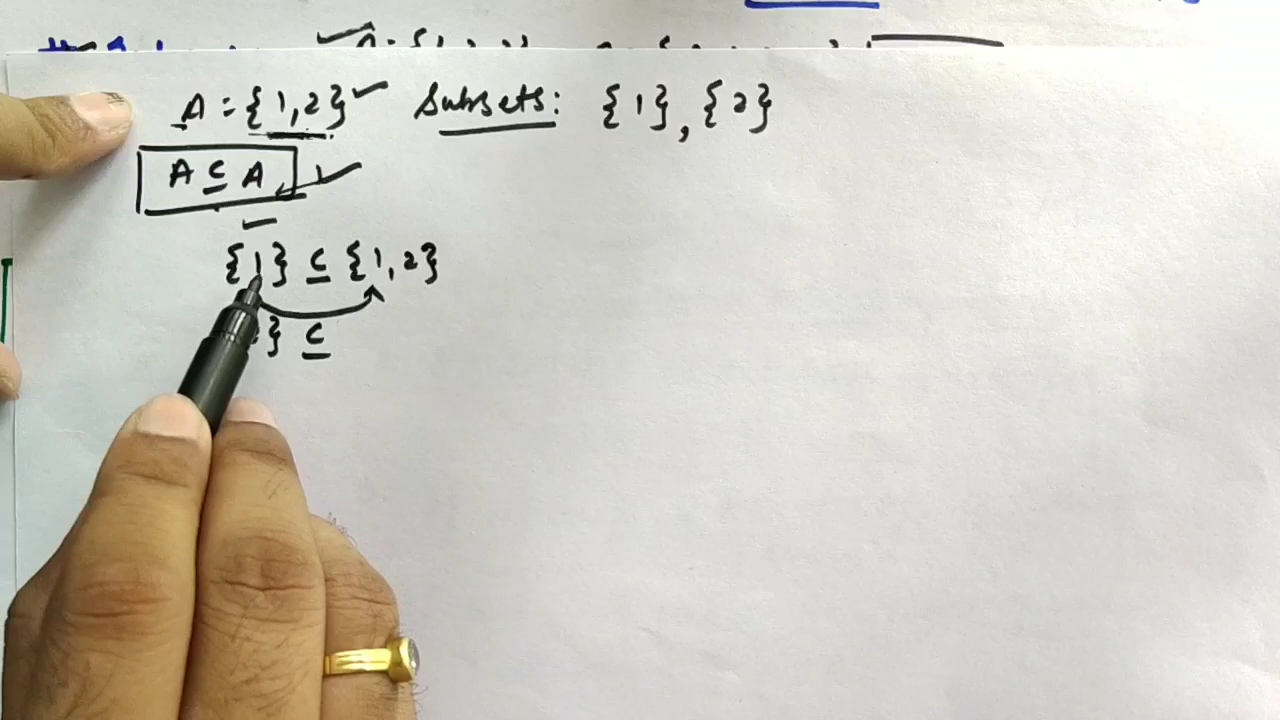 A = {1,2} ✓ Subsets: {1}, {2}
A ⊆ A ✓
{1} ⊆ {1,2}
} ⊆